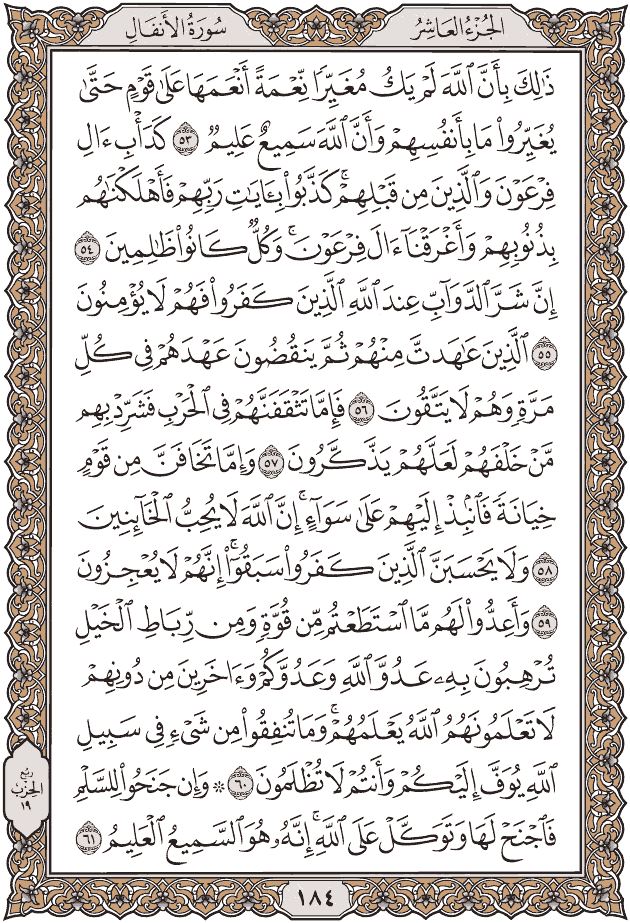 الجُزْءُ العَاشِرُ
سُورَةُ الأَنفَالِ
ذَٰلِكَ بِأَنَّ ٱللَّهَ لَمْ يَكُ مُغَيِّرًا نِّعْمَةً أَنْعَمَهَا عَلَىٰ قَوْمٍ حَتَّىٰ
يُغَيِّرُوا۟ مَا بِأَنفُسِهِمْ وَأَنَّ ٱللَّهَ سَمِيعٌ عَلِيمٌ ٥٣ كَدَأْبِ ءَالِ
فِرْعَوْنَ وَٱلَّذِينَ مِن قَبْلِهِمْ ۚ كَذَّبُوا۟ بِـَٔايَٰتِ رَبِّهِمْ فَأَهْلَكْنَٰهُم
بِذُنُوبِهِمْ وَأَغْرَقْنَآ ءَالَ فِرْعَوْنَ ۚ وَكُلٌّ كَانُوا۟ ظَٰلِمِينَ ٥٤
إِنَّ شَرَّ ٱلدَّوَآبِّ عِندَ ٱللَّهِ ٱلَّذِينَ كَفَرُوا۟ فَهُمْ لَا يُؤْمِنُونَ
٥٥ ٱلَّذِينَ عَٰهَدتَّ مِنْهُمْ ثُمَّ يَنقُضُونَ عَهْدَهُمْ فِى كُلِّ
مَرَّةٍ وَهُمْ لَا يَتَّقُونَ ٥٦ فَإِمَّا تَثْقَفَنَّهُمْ فِى ٱلْحَرْبِ فَشَرِّدْ بِهِم
مَّنْ خَلْفَهُمْ لَعَلَّهُمْ يَذَّكَّرُونَ ٥٧ وَإِمَّا تَخَافَنَّ مِن قَوْمٍ
خِيَانَةً فَٱنۢبِذْ إِلَيْهِمْ عَلَىٰ سَوَآءٍ ۚ إِنَّ ٱللَّهَ لَا يُحِبُّ ٱلْخَآئِنِينَ
٥٨ وَلَا يَحْسَبَنَّ ٱلَّذِينَ كَفَرُوا۟ سَبَقُوٓا۟ ۚ إِنَّهُمْ لَا يُعْجِزُونَ
٥٩ وَأَعِدُّوا۟ لَهُم مَّا ٱسْتَطَعْتُم مِّن قُوَّةٍ وَمِن رِّبَاطِ ٱلْخَيْلِ
تُرْهِبُونَ بِهِۦ عَدُوَّ ٱللَّهِ وَعَدُوَّكُمْ وَءَاخَرِينَ مِن دُونِهِمْ
لَا تَعْلَمُونَهُمُ ٱللَّهُ يَعْلَمُهُمْ ۚ وَمَا تُنفِقُوا۟ مِن شَىْءٍ فِى سَبِيلِ
ٱللَّهِ يُوَفَّ إِلَيْكُمْ وَأَنتُمْ لَا تُظْلَمُونَ ٦٠ ۞ وَإِن جَنَحُوا۟ لِلسَّلْمِ
فَٱجْنَحْ لَهَا وَتَوَكَّلْ عَلَى ٱللَّهِ ۚ إِنَّهُۥ هُوَ ٱلسَّمِيعُ ٱلْعَلِيمُ ٦١
ربع
الحزب
١٩
١٨٤